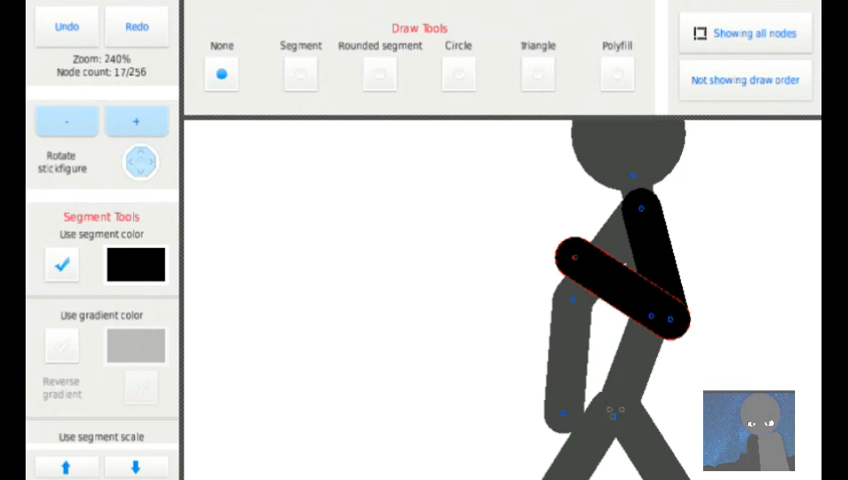 Undo
Redo
Zoom: 240%
Node count: 17/256
-
+
Rotate
stickfigure
Segment Tools
Use segment color
Use gradient color
Reverse
gradient
Use segment scale
Draw Tools
None
Segment
Rounded segment
Circle
Triangle
Polyfill
Showing all nodes
Not showing draw order